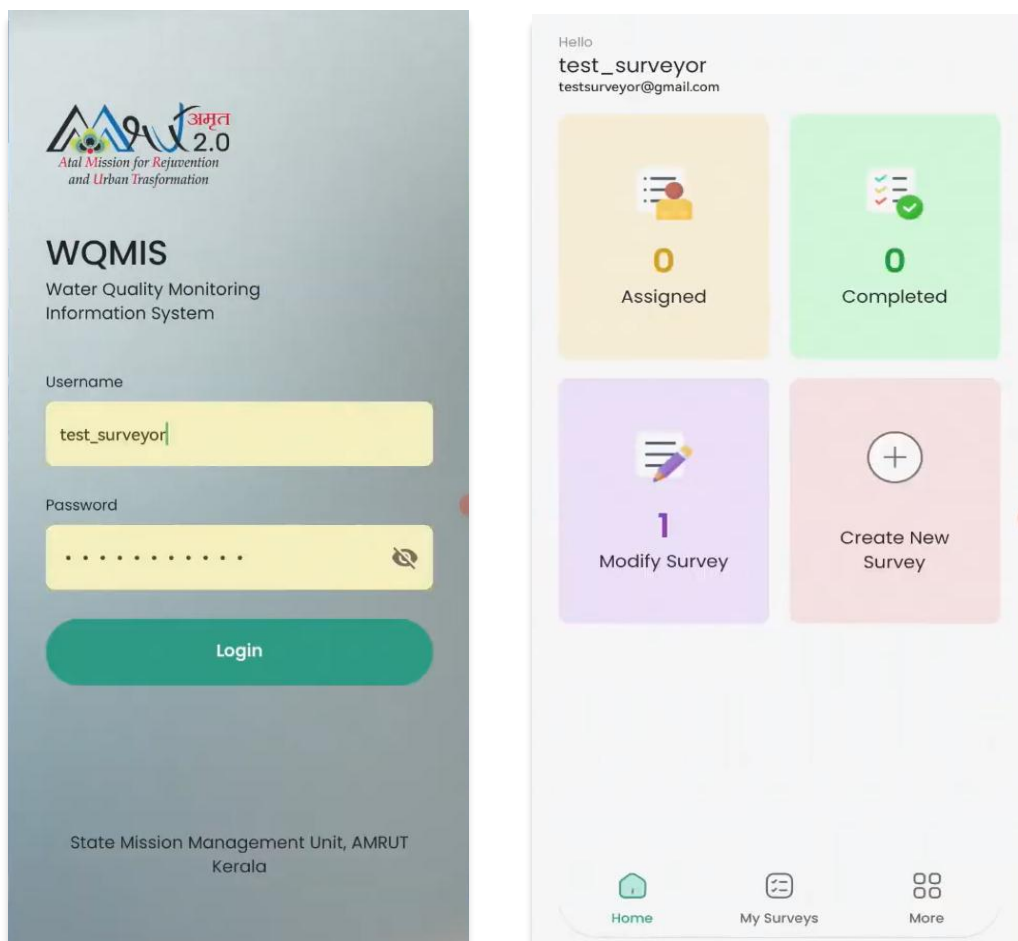 अमृत
2.0
Atal Mission for Rejuvention
and Urban Trasformation
WQMIS
Water Quality Monitoring
Information System
Username
test_surveyor
Password
Login
State Mission Management Unit, AMRUT
Kerala
Hello
test_surveyor
testsurveyor@gmail.com
0
Assigned
0
Completed
1
Modify Survey
Create New
Survey
Home
My Surveys
More